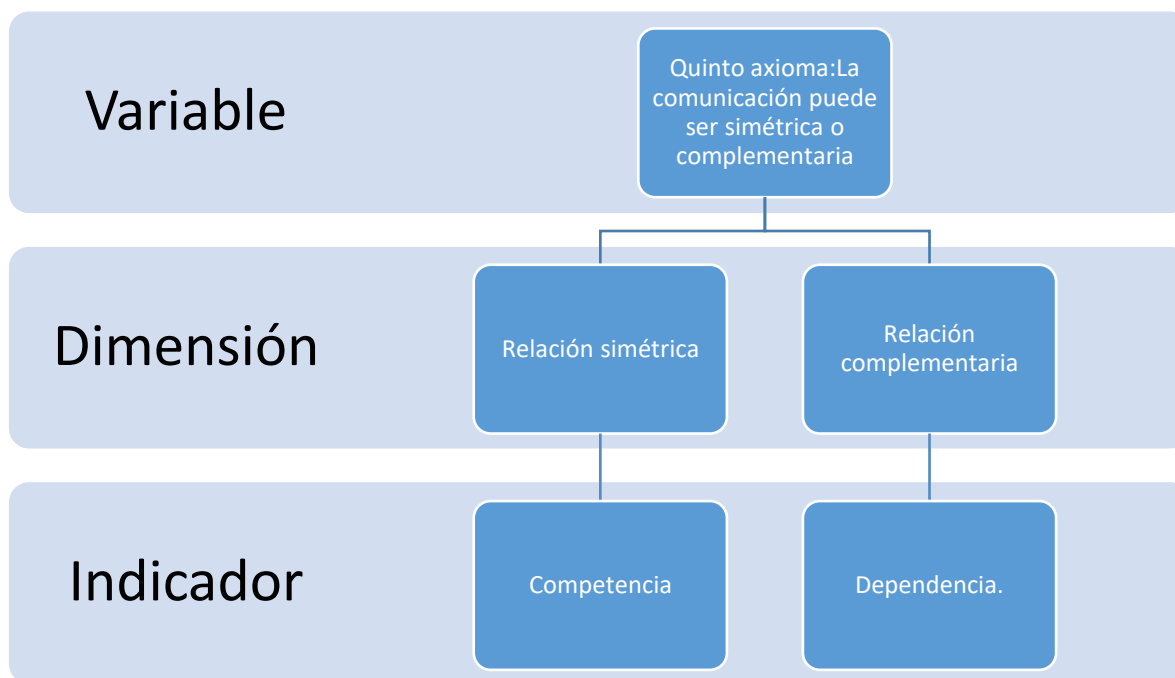 Variable
Quinto axioma:La
comunicación puede
ser simétrica o
complementaria
Dimensión
Relación simétrica
Relación
complementaria
Indicador
Competencia
Dependencia.